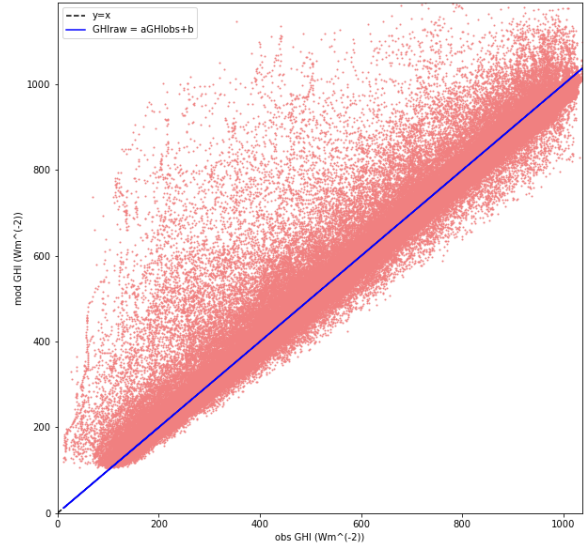 y=x
GHIraw = aGHIobs+b
1000
800
600
400
200
0
mod GHI (Wm^(-2))
0 200 400 600 800 1000
obs GHI (Wm^(-2))